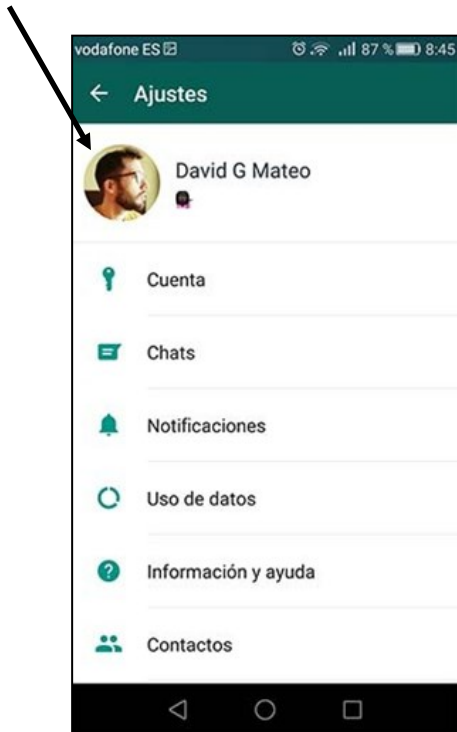 vodafone ES 87 % 8:45
Ajustes
David G Mateo
Cuenta
Chats
Notificaciones
Uso de datos
Información y ayuda
Contactos